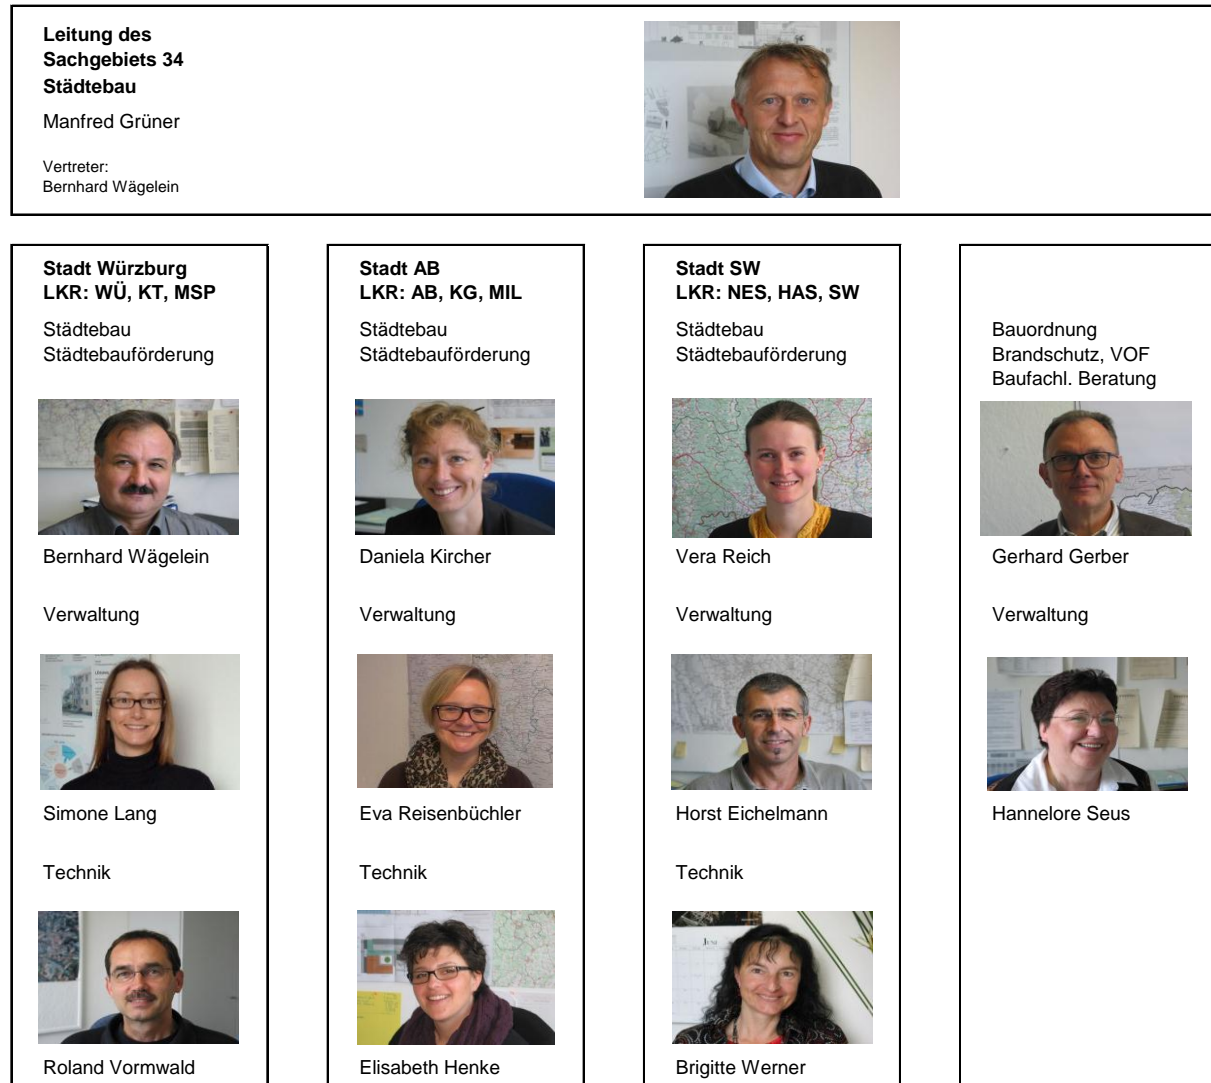 Leitung des
Sachgebiets 34
Städtebau
Manfred Grüner
Vertreter:
Bernhard Wägelein
Stadt Würzburg
LKR: WÜ, KT, MSP
Städtebau
Städtebauförderung
Bernhard Wägelein
Verwaltung
Simone Lang
Technik
Roland Vormwald
Stadt AB
LKR: AB, KG, MIL
Städtebau
Städtebauförderung
Daniela Kircher
Verwaltung
Eva Reisenbüchler
Technik
Elisabeth Henke
Stadt SW
LKR: NES, HAS, SW
Städtebau
Städtebauförderung
Vera Reich
Verwaltung
Horst Eichelmann
Technik
Juni
Brigitte Werner
Bauordnung
Brandschutz, VOF
Baufachl. Beratung
Gerhard Gerber
Verwaltung
Hannelore Seus